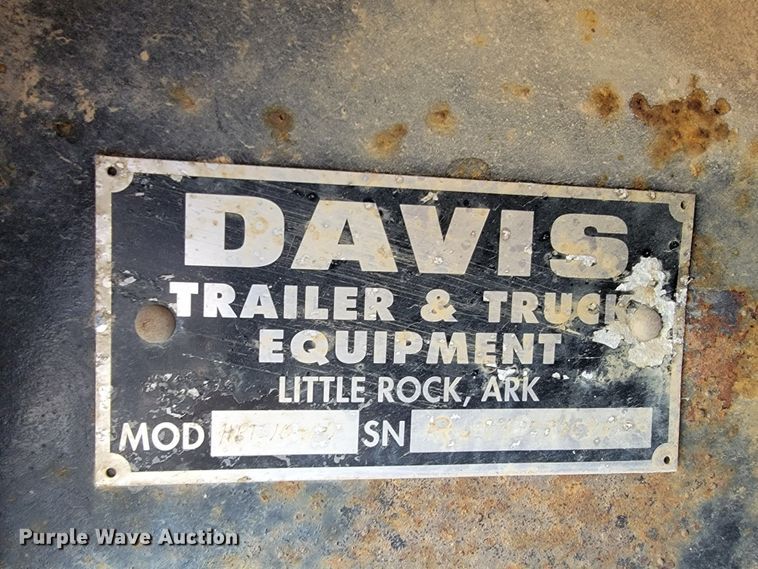 DAVIS
TRAILER & TRUCK
EQUIPMENT
LITTLE ROCK, ARK
MOD SN
Purple Wave Auction